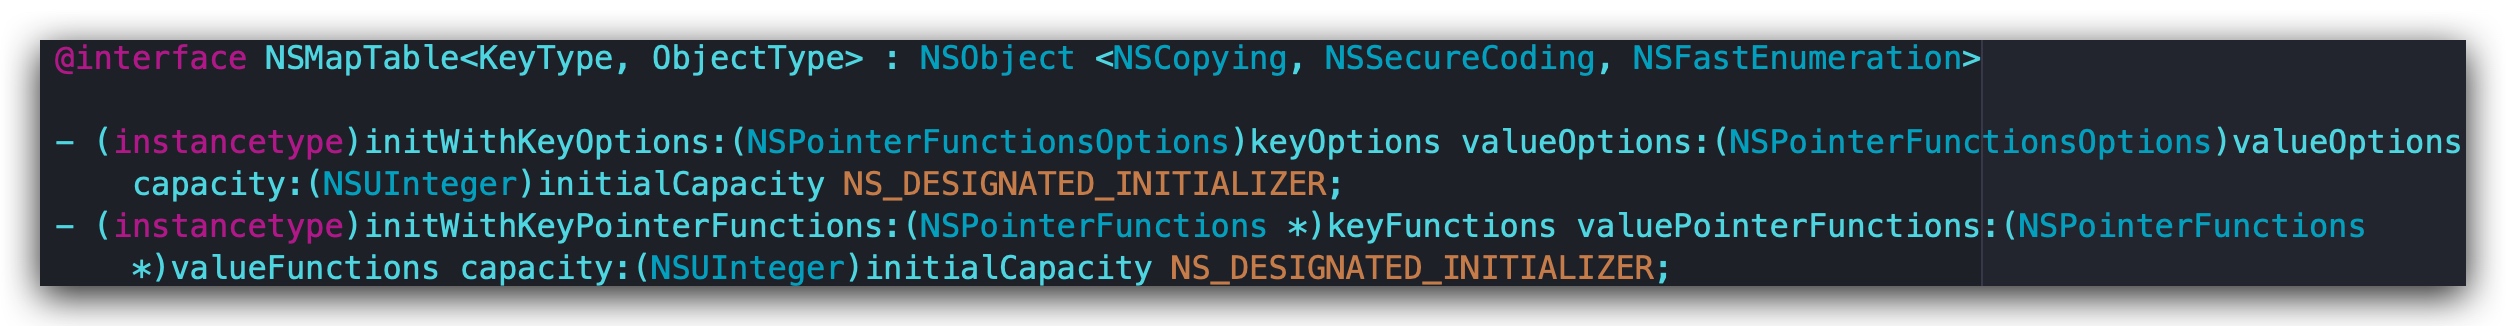 @interface NSMapTable<KeyType, ObjectType> : NSObject <NSCopying, NSSecureCoding, NSFastEnumeration>
- (instancetype)initWithKeyOptions:(NSPointerFunctionsOptions)keyOptions valueOptions:(NSPointerFunctionsOptions)valueOptions
capacity:(NSUInteger)initialCapacity NS_DESIGNATED_INITIALIZER;
- (instancetype)initWithKeyPointerFunctions:(NSPointerFunctions *)keyFunctions valuePointerFunctions:(NSPointerFunctions
*)valueFunctions capacity:(NSUInteger)initialCapacity NS_DESIGNATED_INITIALIZER;